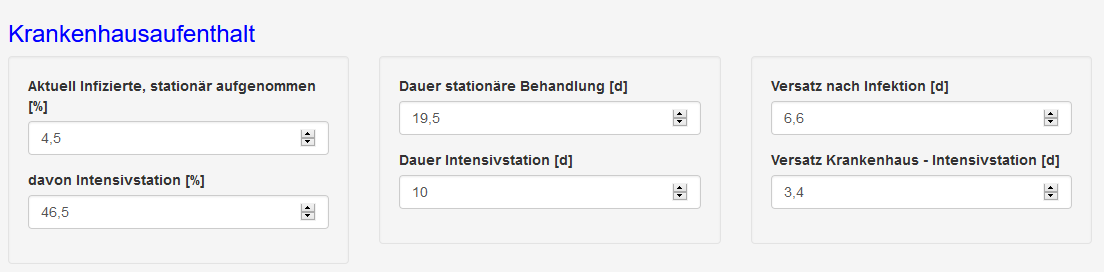 Krankenhausaufenthalt
Aktuell Infizierte, stationär aufgenommen
[%]
4,5
davon Intensivstation [%]
46,5
Dauer stationäre Behandlung [d]
19,5
Dauer Intensivstation [d]
10
Versatz nach Infektion [d]
6,6
Versatz Krankenhaus - Intensivstation [d]
3,4